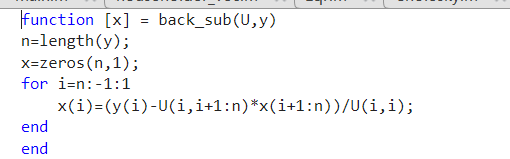 function [x] = back_sub(U,y)
n=length(y);
x=zeros(n,1);
for i=n:-1:1
    x(i)=(y(i)-U(i,i+1:n)*x(i+1:n))/U(i,i);
end
end